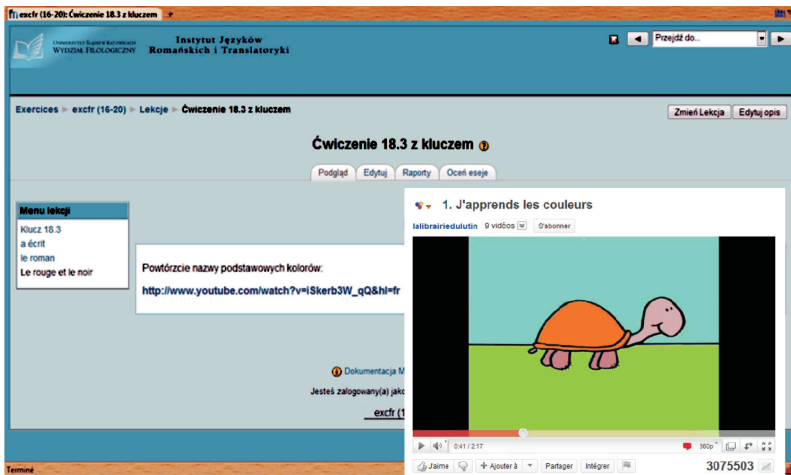 excfr (16-20): Ćwiczenie 18.3 z kluczem
WYDZIAŁ FILOLOGICZNY
Instytut Języków
Romańskich i Translatoryki
Przejdź do...
Exercices excfr (16-20) Lekcje Ćwiczenie 18.3 z kluczem
Zmień Lekcja Edytuj opis
Ćwiczenie 18.3 z kluczem
Podgląd Edytuj Raporty Oceń eseje
Menu lekcji
Klucz 18.3
a écrit
le roman
Le rouge et le noir
Powtórzcie nazwy podstawowych kolorów:
http://www.youtube.com/watch?v=iSkerb3W_qQ&hl=fr
Dokumentacja M
Jesteś zalogowany(a) jako
excfr (1
Terminé
1. J'apprends les couleurs
lalibrairiedulutin 9 vidéos S'abonner
0:41 / 2:17 360p
J'aime + Ajouter à Partager Intégrer 3075503